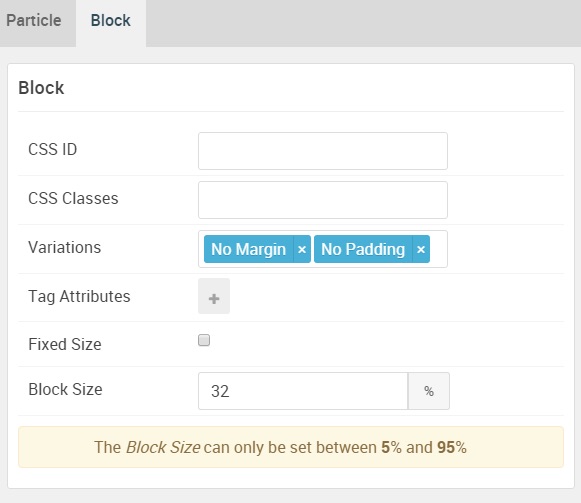 Particle Block
Block
CSS ID
CSS Classes
Variations No Margin × No Padding ×
Tag Attributes +
Fixed Size
Block Size 32 %
The Block Size can only be set between 5% and 95%